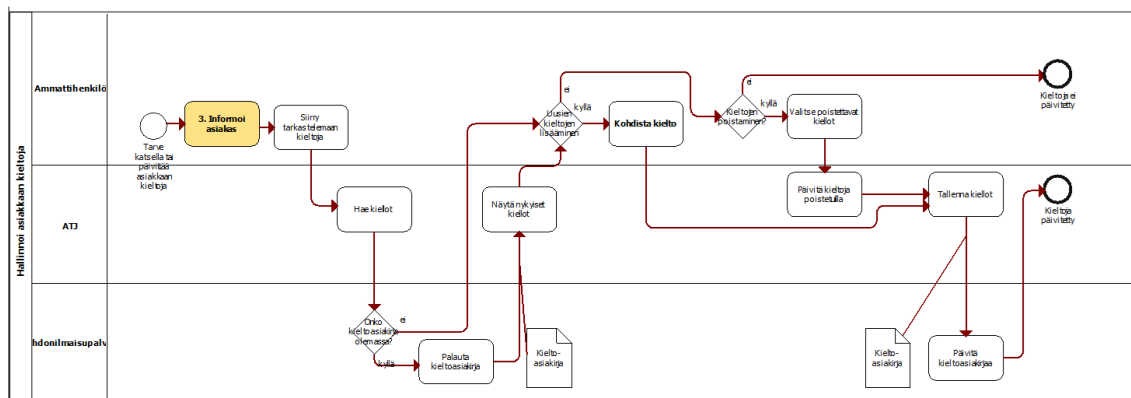 Hallinnoi asiakkaan kieltoja
Ammattihenkilö
ATJ
hdonilmaisupalv
Tarve
katsella tai
päivittää
asiakkaan
kieltoja
3. Informoi
asiakas
Siirry
tarkastelemaan
kieltoja
Hae kiellot
Onko
kieltoasiakirja
olemassa?
ei
kyllä
Palauta
kieltoasiakirja
Näytä nykyiset
kiellot
Kielto-
asiakirja
Uusien
kieltojen
lisääminen
ei
kyllä
Kohdista kielto
Kieltojen
poistaminen?
ei
kyllä
Valitse poistettavat
kiellot
Päivitä kieltoja
poistetulla
Tallenna kiellot
Kielto-
asiakirja
Päivitä
kieltoasiakirjaa
Kieltoja ei
päivitetty
Kieltoja
päivitetty